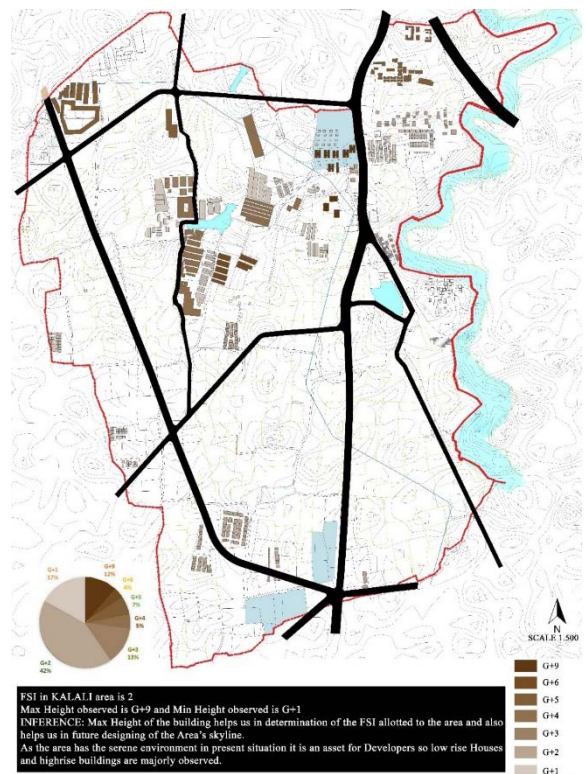 G+1
17%
G+9
12%
G+6
G+5
7%
G+4
G+3
13%
G+2
42%
N
SCALE 1:500
G+9
G+6
G+5
G+4
G+3
G+2
G+1
FSI in KALALI area is 2
Max Height observed is G+9 and Min Height observed is G+1
INFERENCE: Max Height of the building helps us in determination of the FSI allotted to the area and also
helps us in future designing of the Area's skyline.
As the area has the serene environment in present situation it is an asset for Developers so low rise Houses
and highrise buildings are majorly observed.